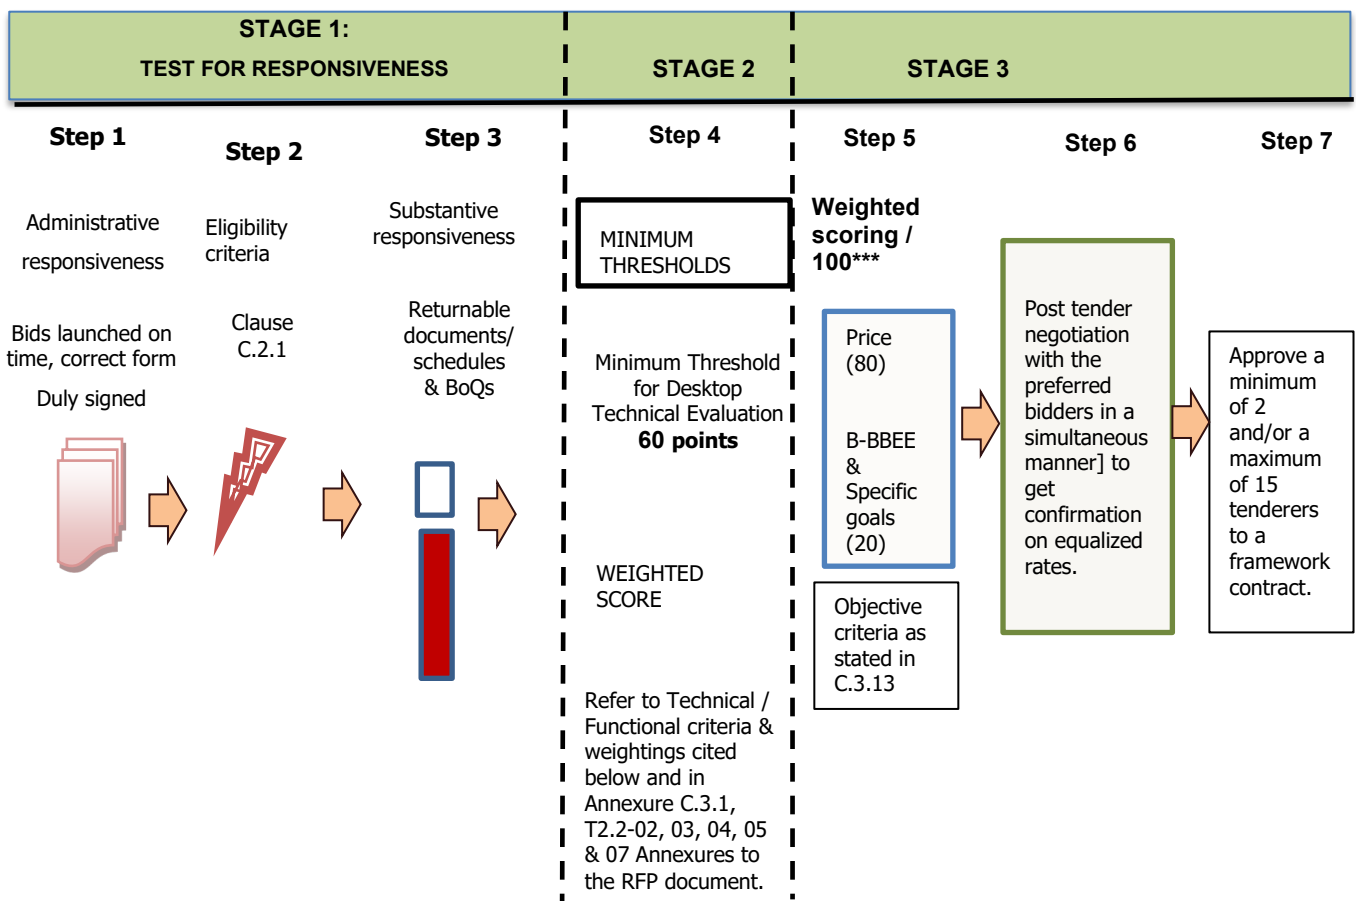 STAGE 1:
TEST FOR RESPONSIVENESS
STAGE 2
STAGE 3
Step 1
Administrative
responsiveness
Bids launched on
time, correct form
Duly signed
Step 2
Eligibility
criteria
Clause
C.2.1
Step 3
Substantive
responsiveness
Returnable
documents/
schedules
& BoQs
Step 4
MINIMUM
THRESHOLDS
Minimum Threshold
for Desktop
Technical Evaluation
60 points
WEIGHTED
SCORE
Refer to Technical /
Functional criteria &
weightings cited
below and in
Annexure C.3.1,
T2.2-02, 03, 04, 05
& 07 Annexures to
the RFP document.
Step 5
Weighted
scoring /
100***
Price
(80)
B-BBEE
&
Specific
goals
(20)
Objective
criteria as
stated in
C.3.13
Step 6
Post tender
negotiation
with the
preferred
bidders in a
simultaneous
manner] to
get
confirmation
on equalized
rates.
Step 7
Approve a
minimum
of 2
and/or a
maximum
of 15
tenderers
to a
framework
contract.